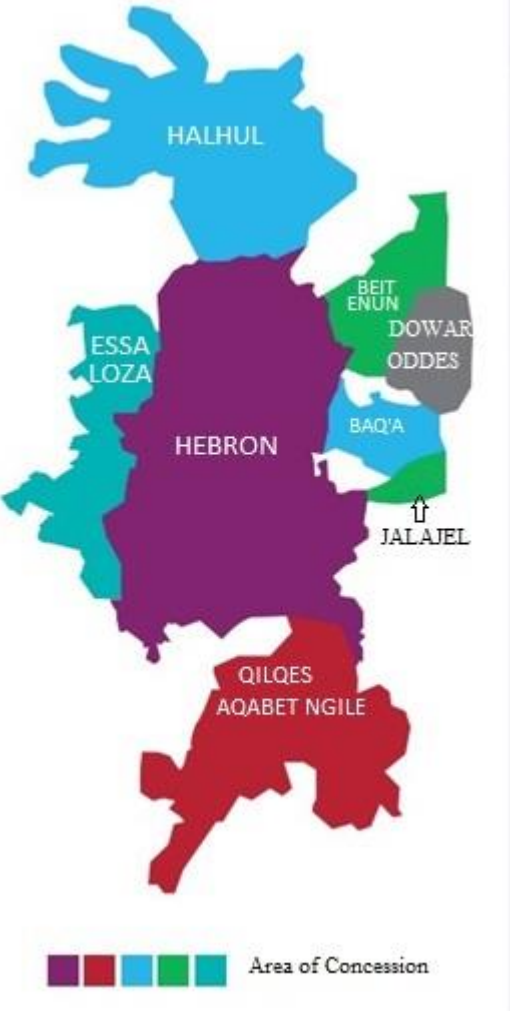 HALHUL
BEIT
ENUN
DOWAR
ODDES
ESSA
LOZA
BAQ'A
HEBRON
JALAJEL
QILQES
AQABET NGILE
Area of Concession